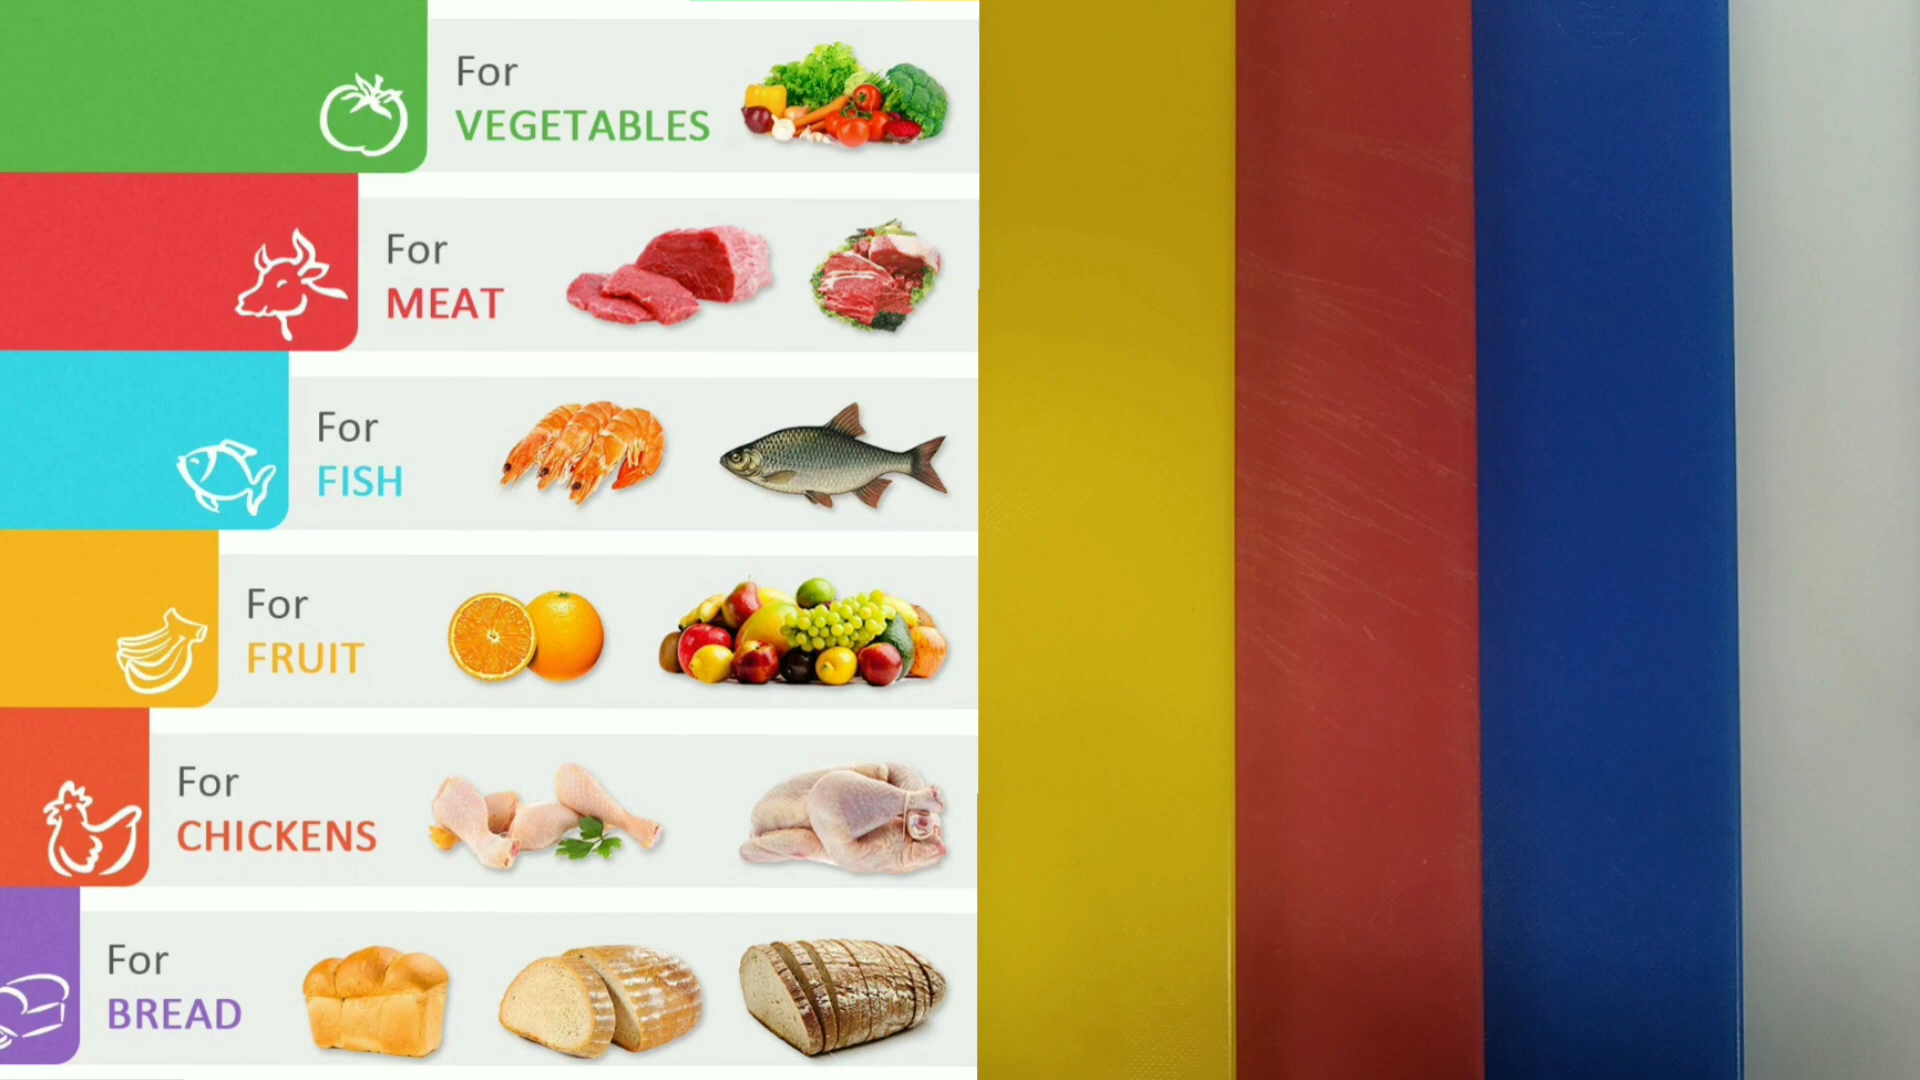 For
VEGETABLES
For
MEAT
For
FISH
For
FRUIT
For
CHICKENS
For
BREAD